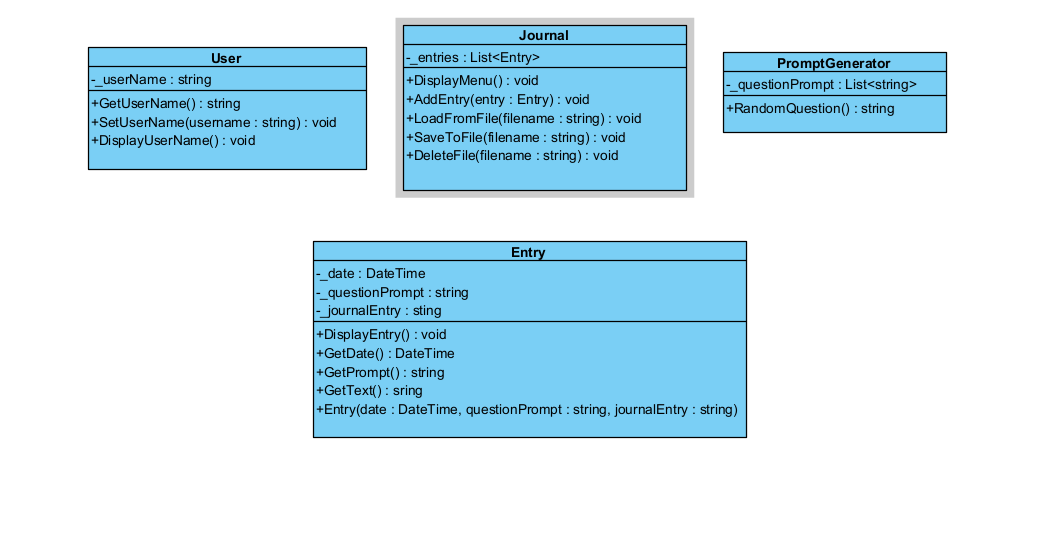 User
-_userName : string
+GetUserName() : string
+SetUserName(username : string) : void
+DisplayUserName() : void
Journal
-_entries : List<Entry>
+DisplayMenu() : void
+AddEntry(entry : Entry) : void
+LoadFromFile(filename : string) : void
+SaveToFile(filename : string) : void
+DeleteFile(filename : string) : void
PromptGenerator
-_questionPrompt : List<string>
+RandomQuestion() : string
Entry
-_date : DateTime
-_questionPrompt : string
-_journalEntry : sting
+DisplayEntry() : void
+GetDate() : DateTime
+GetPrompt() : string
+GetText() : sring
+Entry(date : DateTime, questionPrompt : string, journalEntry : string)